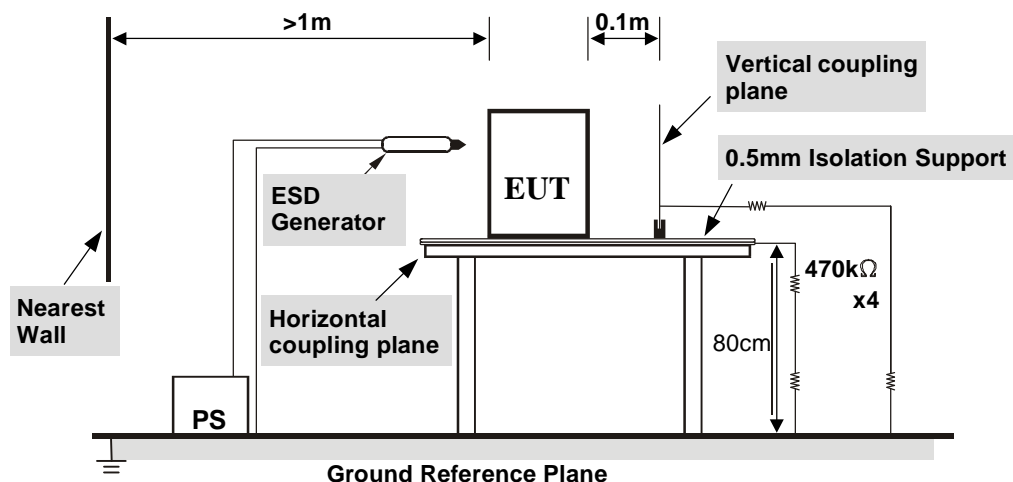 >1m
0.1m
Vertical coupling
plane
0.5mm Isolation Support
ESD
Generator
EUT
470kΩ
x4
Nearest
Wall
Horizontal
coupling plane
80cm
PS
Ground Reference Plane